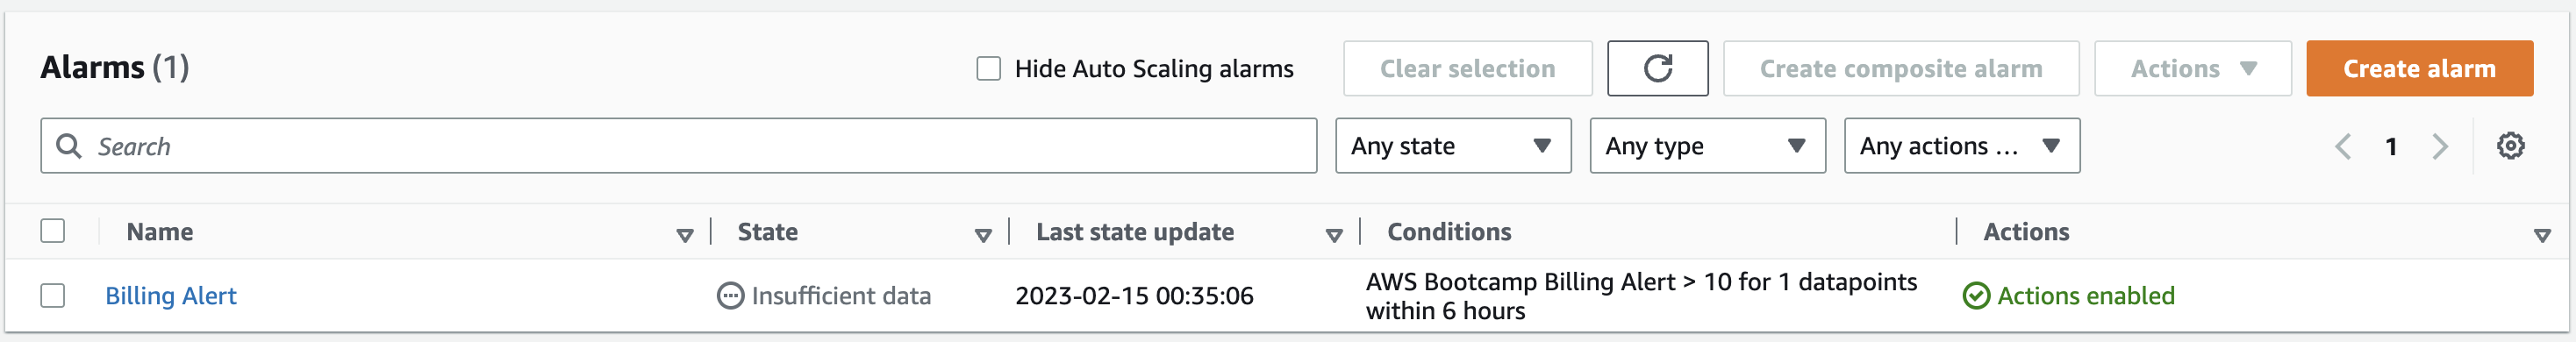 Alarms (1)
Hide Auto Scaling alarms
Clear selection
Create composite alarm
Actions
Create alarm
Search
Any state
Any type
Any actions ...
1
Name
State
Last state update
Conditions
Actions
Billing Alert
Insufficient data
2023-02-15 00:35:06
AWS Bootcamp Billing Alert > 10 for 1 datapoints
within 6 hours
Actions enabled